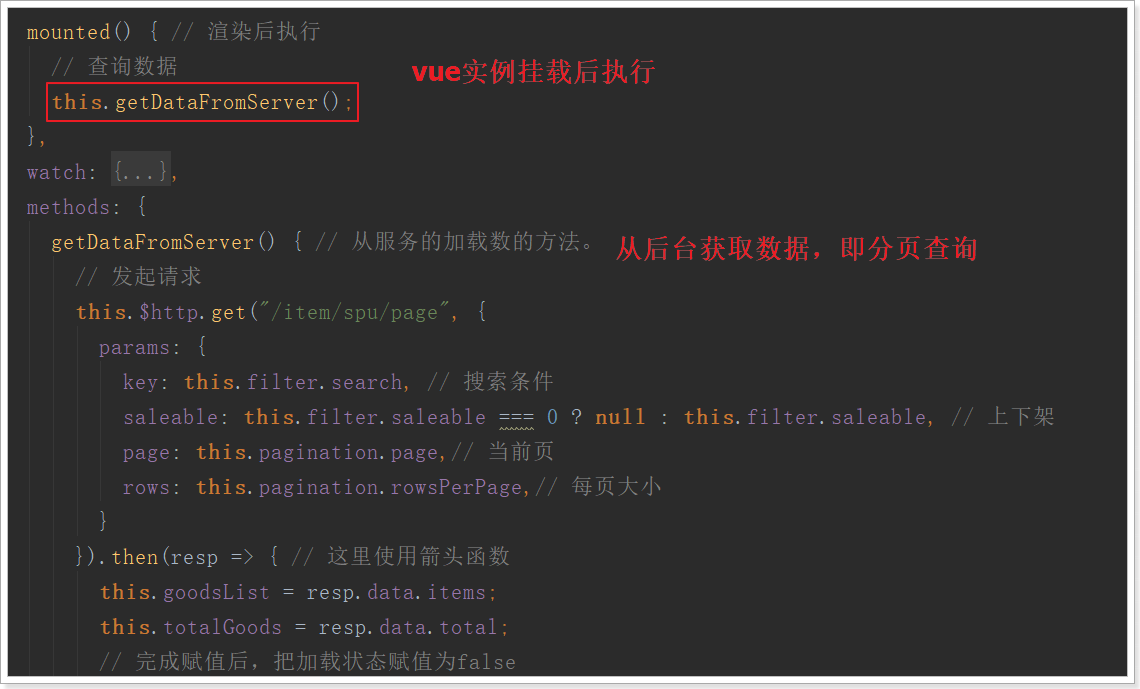 mounted() { // 渲染后执行
// 查询数据
vue实例挂载后执行
this.getDataFromServer();
},
watch: {...},
methods: {
getDataFromServer() { // 从服务的加载数的方法。
从后台获取数据，即分页查询
// 发起请求
this.$http.get("/item/spu/page", {
params: {
key: this.filter.search, // 搜索条件
saleable: this.filter.saleable === 0 ? null : this.filter.saleable, // 上下架
page: this.pagination.page,// 当前页
rows: this.pagination.rowsPerPage,// 每页大小
}
}).then(resp => { // 这里使用箭头函数
this.goodsList = resp.data.items;
this.totalGoods = resp.data.total;
// 完成赋值后，把加载状态赋值为false